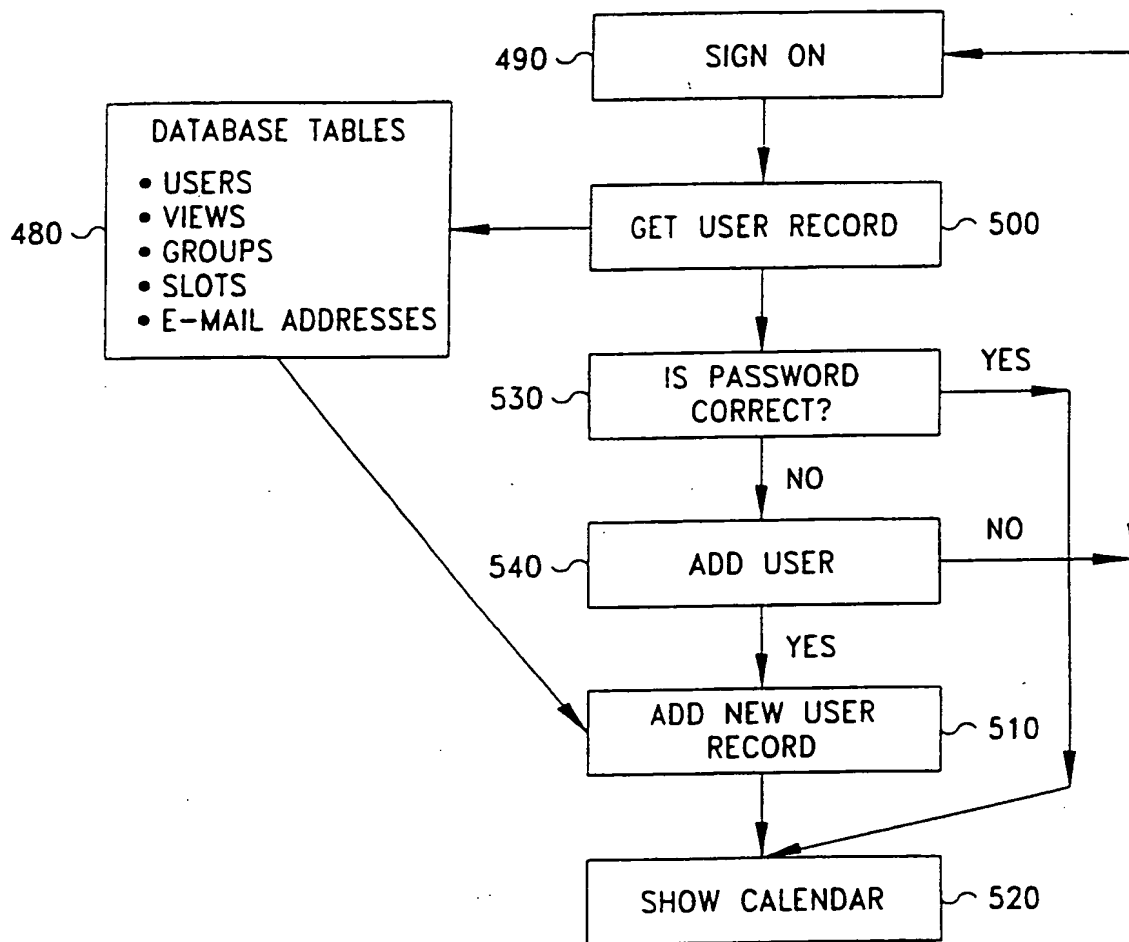 490
SIGN ON
DATABASE TABLES
• USERS
• VIEWS
• GROUPS
• SLOTS
• E-MAIL ADDRESSES
480
GET USER RECORD
500
530
IS PASSWORD
CORRECT?
YES
NO
540
ADD USER
NO
YES
ADD NEW USER
RECORD
510
SHOW CALENDAR
520